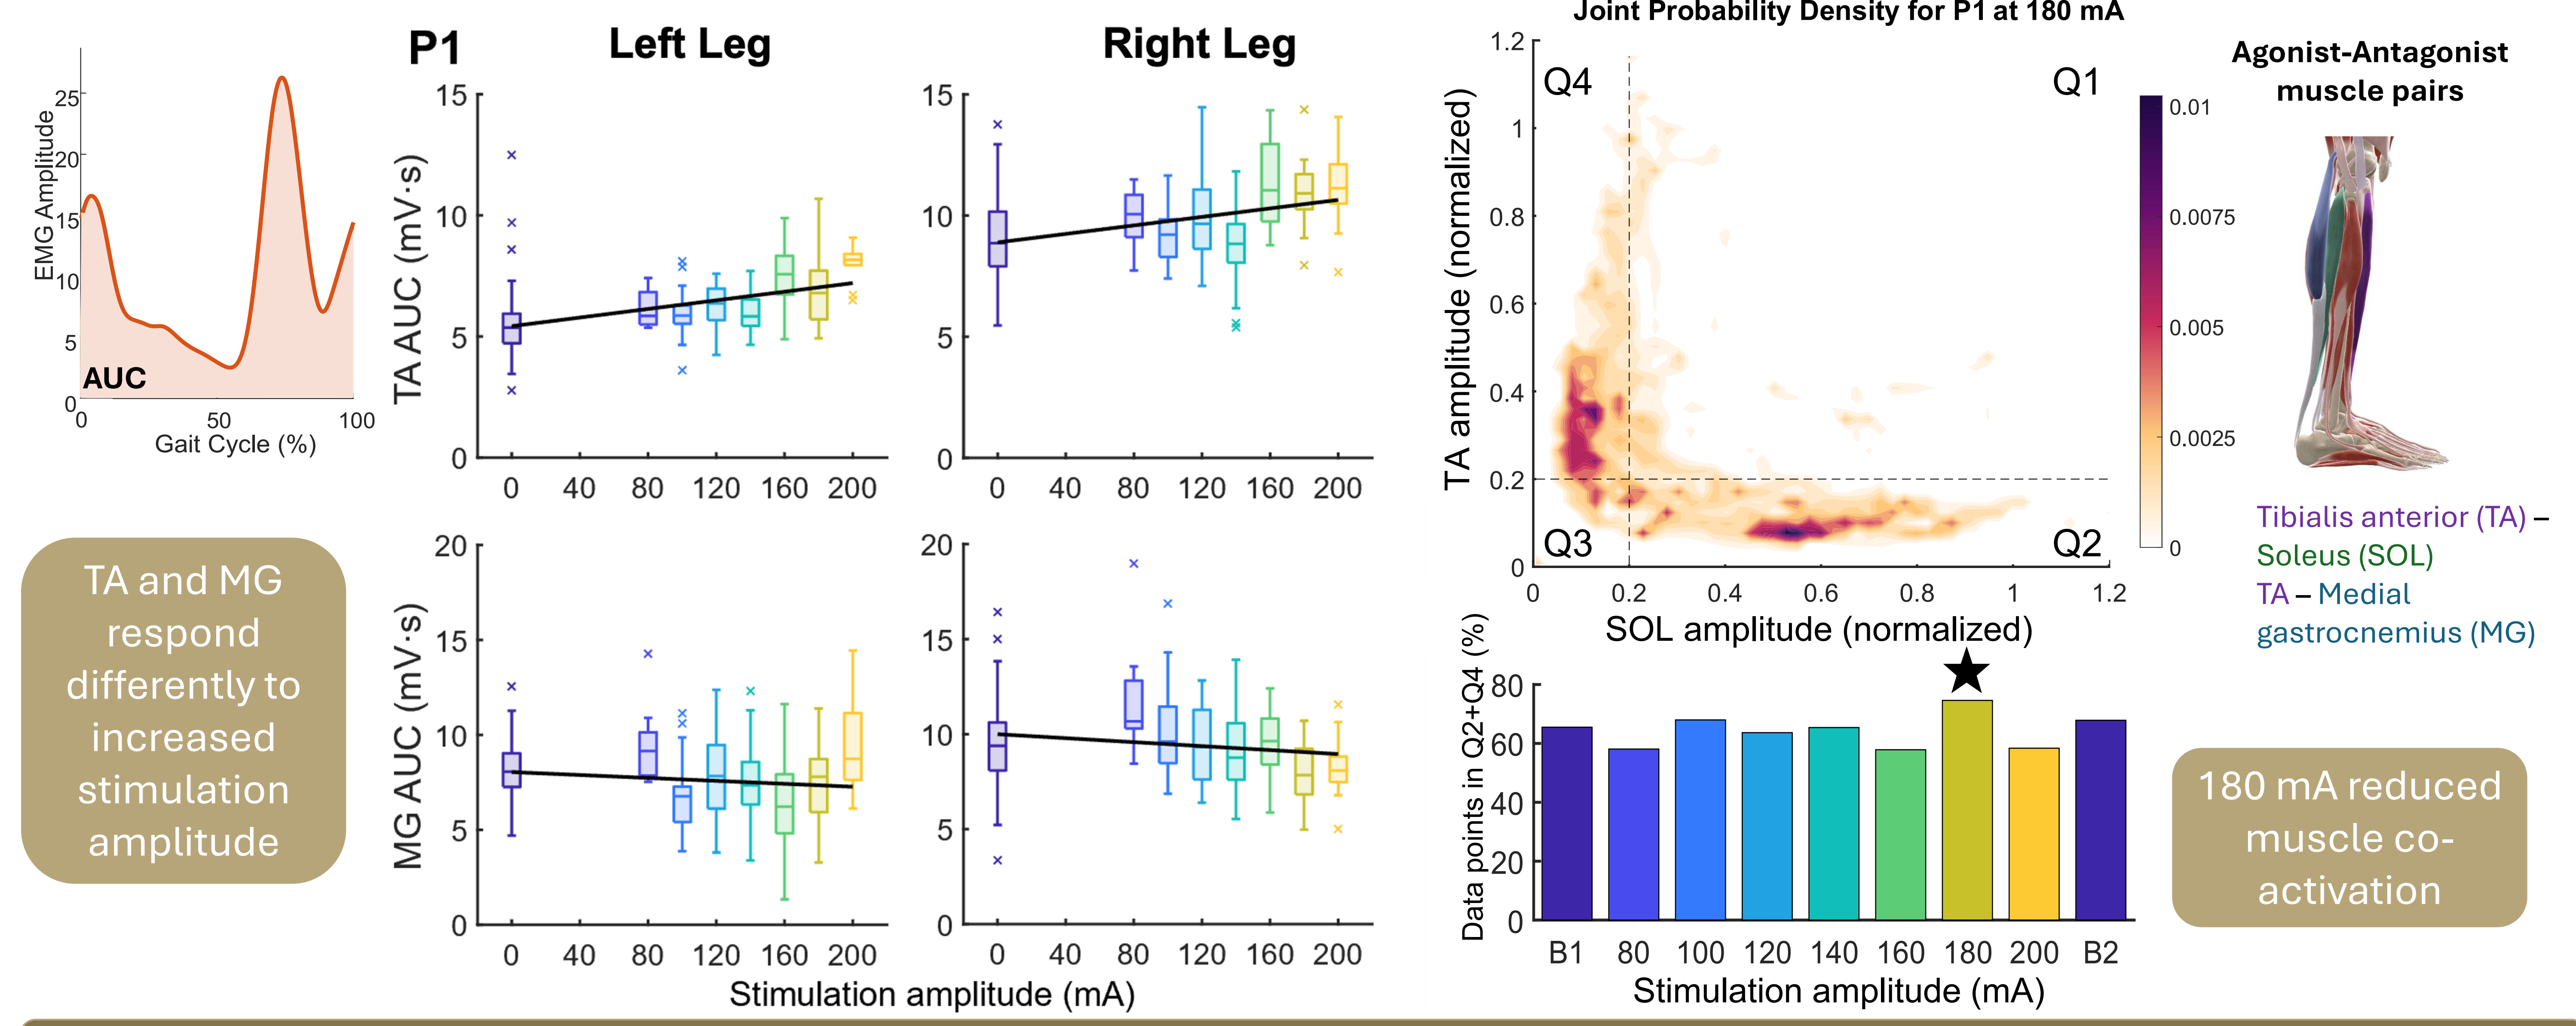 EMG Amplitude
25
20
15
10
5
0
AUC
0 50 100
Gait Cycle (%)
TA and MG
respond
differently to
increased
stimulation
amplitude
P1
Left Leg
Right Leg
TA AUC (mV·s)
15
10
5
0
0 40 80 120 160 200
15
10
5
0
0 40 80 120 160 200
MG AUC (mV·s)
20
15
10
5
0
0 40 80 120 160 200
20
15
10
5
0
0 40 80 120 160 200
Stimulation amplitude (mA)
Joint Probability Density for P1 at 180 mA
TA amplitude (normalized)
1.2
1
0.8
0.6
0.4
0.2
0
Q4
Q1
Q3
Q2
0 0.2 0.4 0.6 0.8 1 1.2
SOL amplitude (normalized)
0.01
0.0075
0.005
0.0025
0
Agonist-Antagonist
muscle pairs
Tibialis anterior (TA) –
Soleus (SOL)
TA – Medial
gastrocnemius (MG)
Data points in Q2+Q4 (%)
80
60
40
20
0
B1 80 100 120 140 160 180 200 B2
Stimulation amplitude (mA)
180 mA reduced
muscle co-
activation